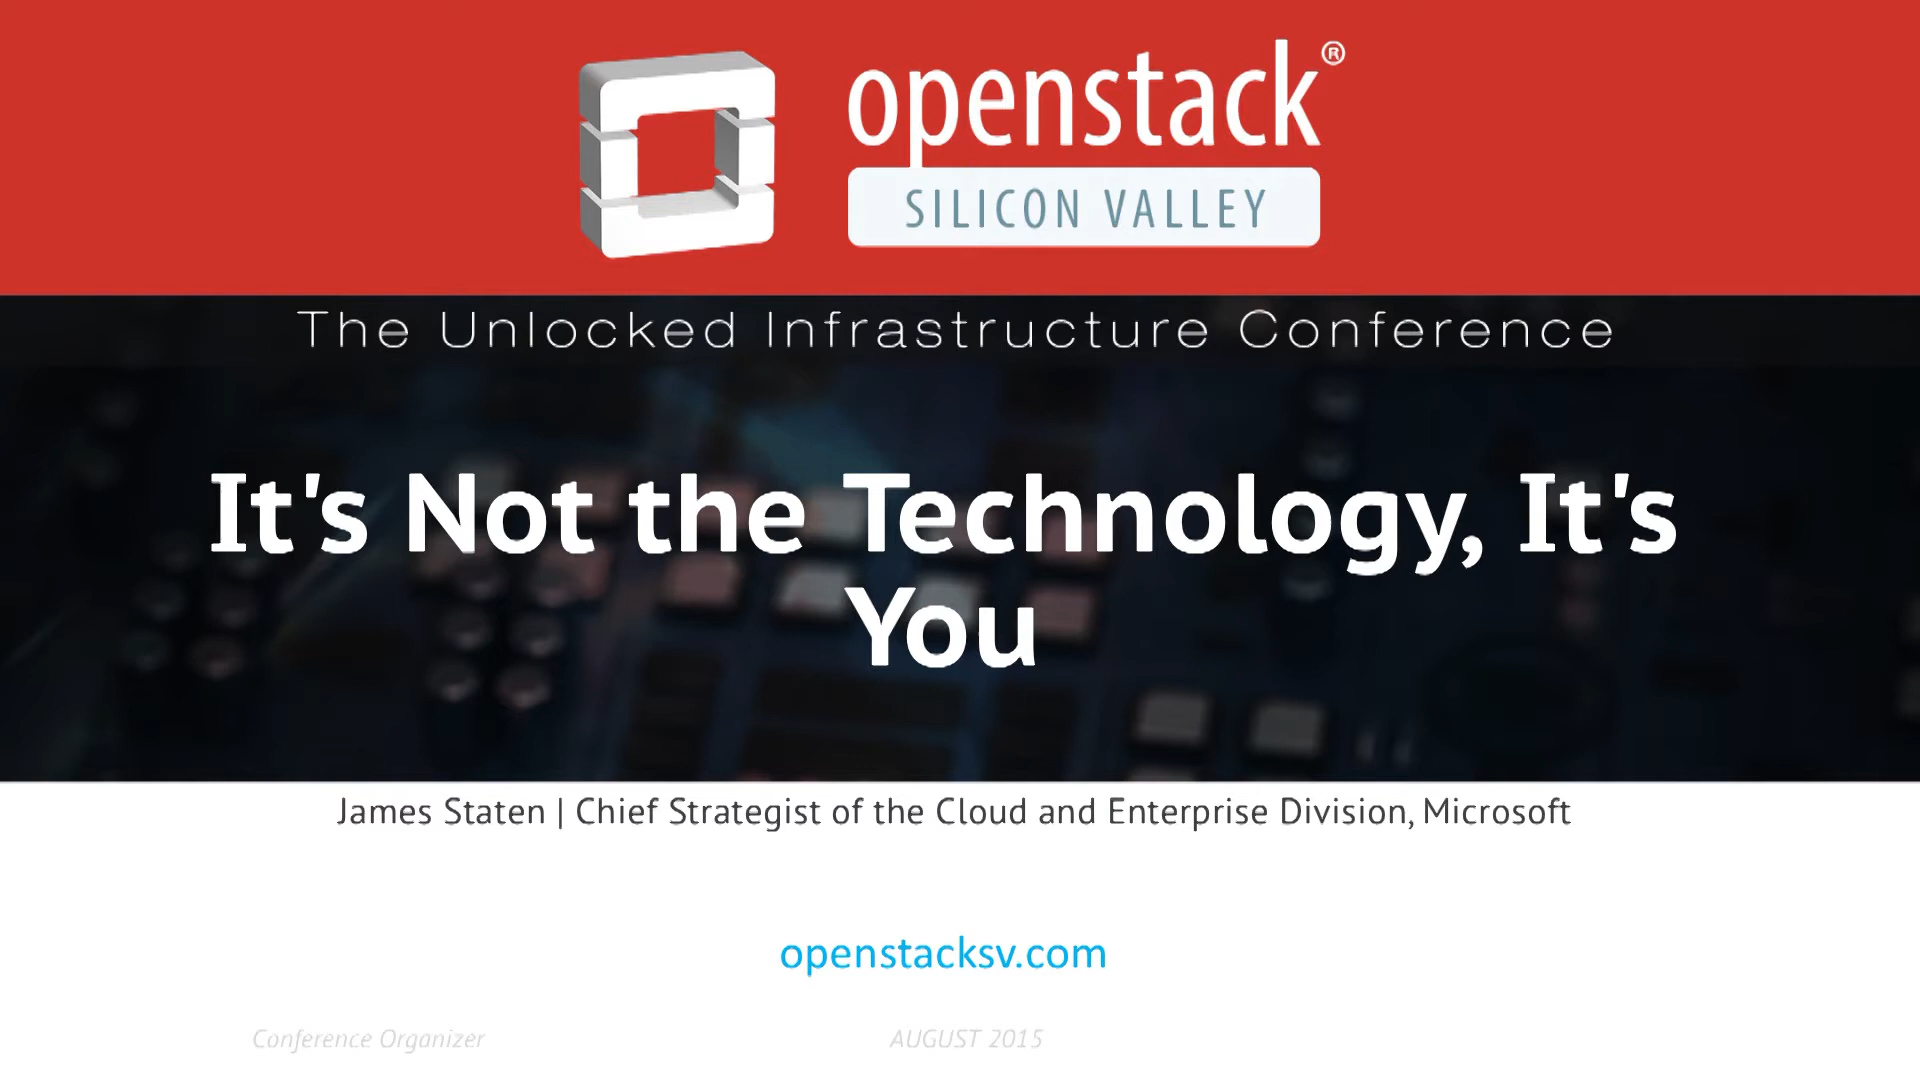 openstack®
SILICON VALLEY
The Unlocked Infrastructure Conference
It's Not the Technology, It's
You
James Staten | Chief Strategist of the Cloud and Enterprise Division, Microsoft
openstacksv.com
Conference Organizer
AUGUST 2015